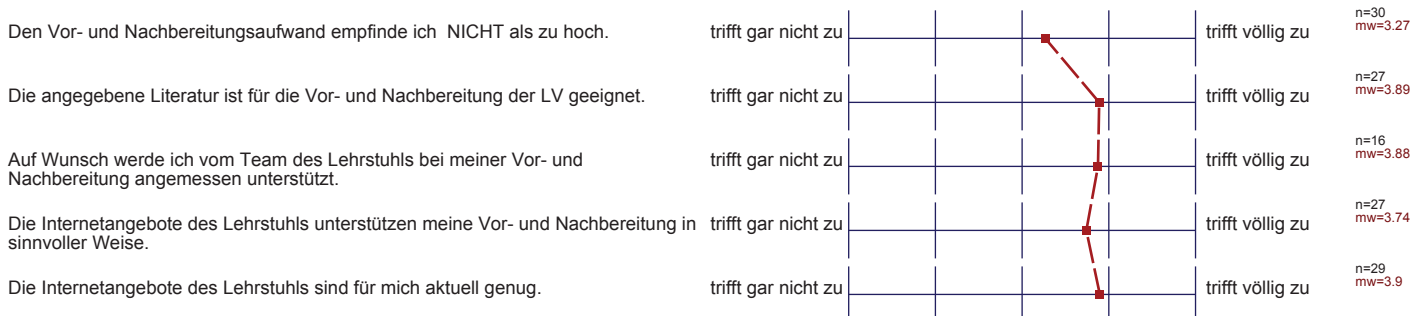 Den Vor- und Nachbereitungsaufwand empfinde ich  NICHT als zu hoch.
trifft gar nicht zu
trifft völlig zu
n=30
mw=3.27
Die angegebene Literatur ist für die Vor- und Nachbereitung der LV geeignet.
trifft gar nicht zu
trifft völlig zu
n=27
mw=3.89
Auf Wunsch werde ich vom Team des Lehrstuhls bei meiner Vor- und
Nachbereitung angemessen unterstützt.
trifft gar nicht zu
trifft völlig zu
n=16
mw=3.88
Die Internetangebote des Lehrstuhls unterstützen meine Vor- und Nachbereitung in
sinnvoller Weise.
trifft gar nicht zu
trifft völlig zu
n=27
mw=3.74
Die Internetangebote des Lehrstuhls sind für mich aktuell genug.
trifft gar nicht zu
trifft völlig zu
n=29
mw=3.9